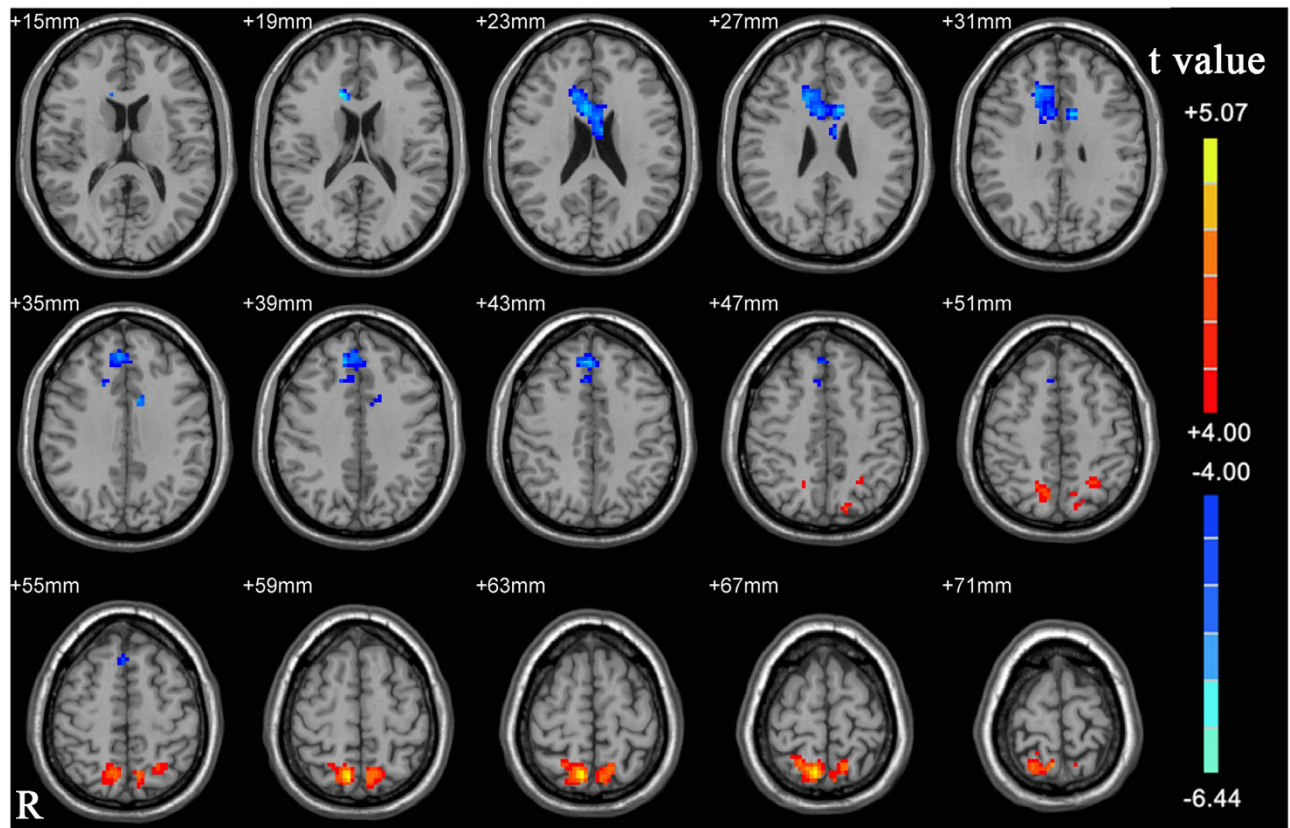 +15mm +19mm +23mm +27mm +31mm
t value
+5.07
+35mm +39mm +43mm +47mm +51mm
+4.00
-4.00
+55mm +59mm +63mm +67mm +71mm
-6.44
R